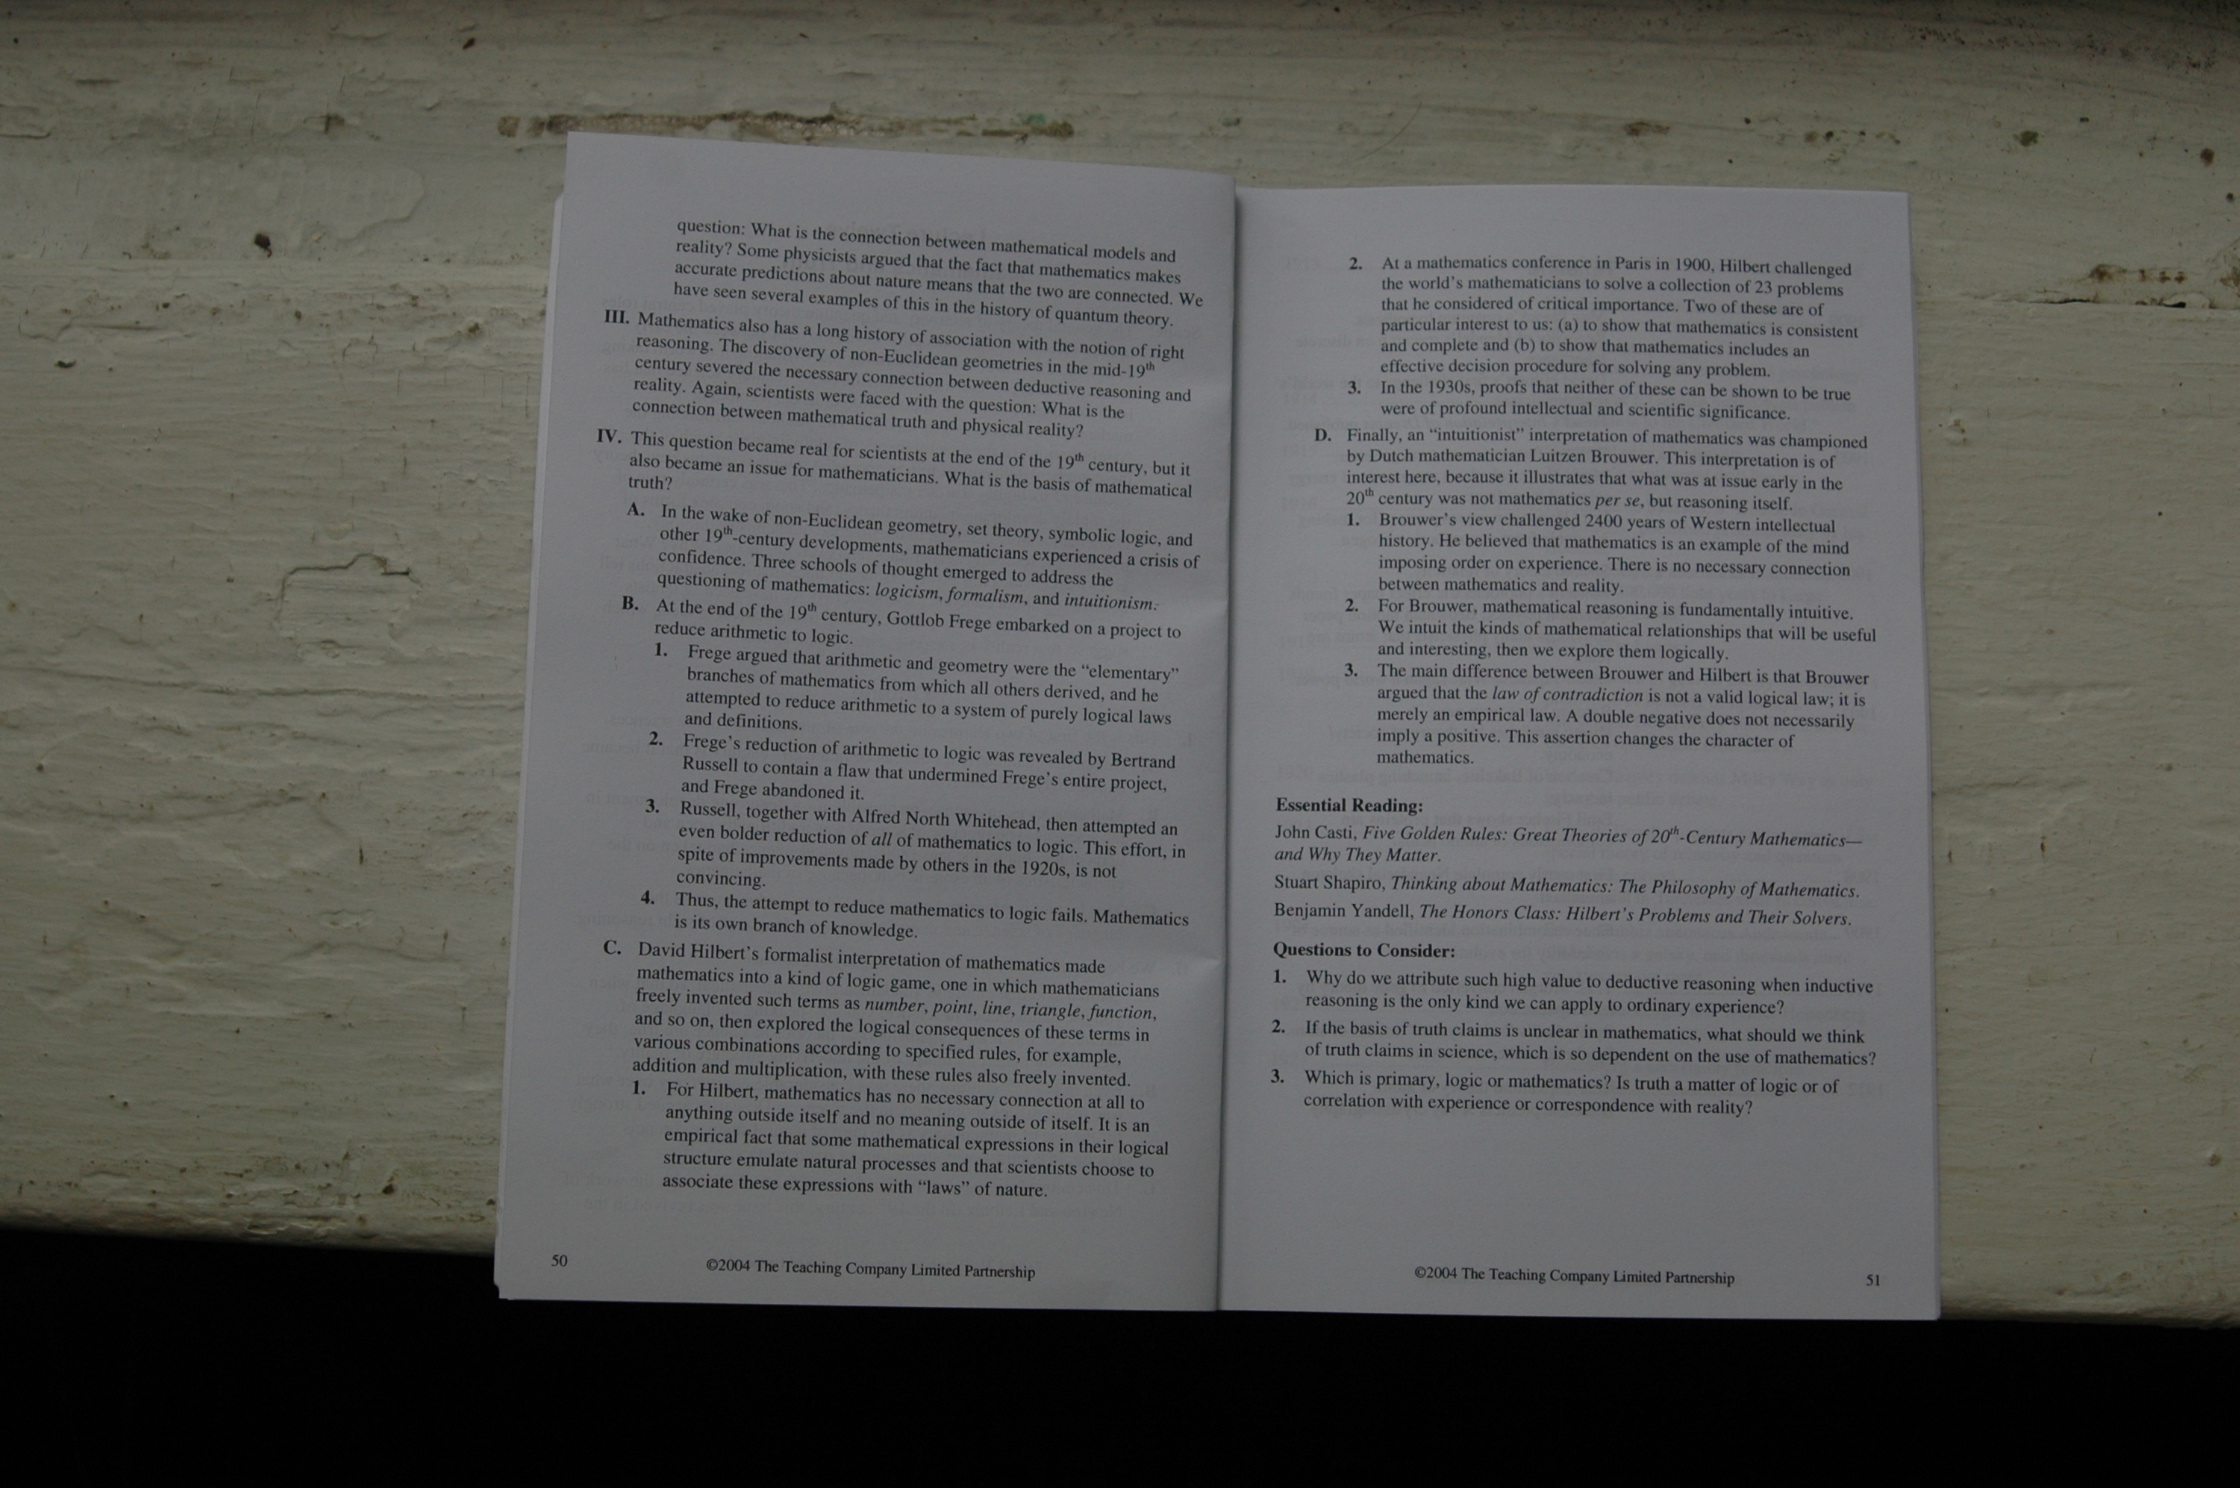 question: What is the connection between mathematical models and
reality? Some physicists argued that the fact that mathematics makes
accurate predictions about nature means that the two are connected. We
have seen several examples of this in the history of quantum theory.
III. Mathematics also has a long history of association with the notion of right
reasoning. The discovery of non-Euclidean geometries in the mid-19th
century severed the necessary connection between deductive reasoning and
reality. Again, scientists were faced with the question: What is the
connection between mathematical truth and physical reality?
IV. This question became real for scientists at the end of the 19th century, but it
also became an issue for mathematicians. What is the basis of mathematical
truth?
A. In the wake of non-Euclidean geometry, set theory, symbolic logic, and
other 19th-century developments, mathematicians experienced a crisis of
confidence. Three schools of thought emerged to address the
questioning of mathematics: logicism, formalism, and intuitionism.
B. At the end of the 19th century, Gottlob Frege embarked on a project to
reduce arithmetic to logic.
1. Frege argued that arithmetic and geometry were the “elementary”
branches of mathematics from which all others derived, and he
attempted to reduce arithmetic to a system of purely logical laws
and definitions.
2. Frege’s reduction of arithmetic to logic was revealed by Bertrand
Russell to contain a flaw that undermined Frege’s entire project,
and Frege abandoned it.
3. Russell, together with Alfred North Whitehead, then attempted an
even bolder reduction of all of mathematics to logic. This effort, in
spite of improvements made by others in the 1920s, is not
convincing.
4. Thus, the attempt to reduce mathematics to logic fails. Mathematics
is its own branch of knowledge.
C. David Hilbert’s formalist interpretation of mathematics made
mathematics into a kind of logic game, one in which mathematicians
freely invented such terms as number, point, line, triangle, function,
and so on, then explored the logical consequences of these terms in
various combinations according to specified rules, for example,
addition and multiplication, with these rules also freely invented.
1. For Hilbert, mathematics has no necessary connection at all to
anything outside itself and no meaning outside of itself. It is an
empirical fact that some mathematical expressions in their logical
structure emulate natural processes and that scientists choose to
associate these expressions with “laws” of nature.
50
©2004 The Teaching Company Limited Partnership
2. At a mathematics conference in Paris in 1900, Hilbert challenged
the world’s mathematicians to solve a collection of 23 problems
that he considered of critical importance. Two of these are of
particular interest to us: (a) to show that mathematics is consistent
and complete and (b) to show that mathematics includes an
effective decision procedure for solving any problem.
3. In the 1930s, proofs that neither of these can be shown to be true
were of profound intellectual and scientific significance.
D. Finally, an “intuitionist” interpretation of mathematics was championed
by Dutch mathematician Luitzen Brouwer. This interpretation is of
interest here, because it illustrates that what was at issue early in the
20th century was not mathematics per se, but reasoning itself.
1. Brouwer’s view challenged 2400 years of Western intellectual
history. He believed that mathematics is an example of the mind
imposing order on experience. There is no necessary connection
between mathematics and reality.
2. For Brouwer, mathematical reasoning is fundamentally intuitive.
We intuit the kinds of mathematical relationships that will be useful
and interesting, then we explore them logically.
3. The main difference between Brouwer and Hilbert is that Brouwer
argued that the law of contradiction is not a valid logical law; it is
merely an empirical law. A double negative does not necessarily
imply a positive. This assertion changes the character of
mathematics.
Essential Reading:
John Casti, Five Golden Rules: Great Theories of 20th-Century Mathematics—
and Why They Matter.
Stuart Shapiro, Thinking about Mathematics: The Philosophy of Mathematics.
Benjamin Yandell, The Honors Class: Hilbert’s Problems and Their Solvers.
Questions to Consider:
1. Why do we attribute such high value to deductive reasoning when inductive
reasoning is the only kind we can apply to ordinary experience?
2. If the basis of truth claims is unclear in mathematics, what should we think
of truth claims in science, which is so dependent on the use of mathematics?
3. Which is primary, logic or mathematics? Is truth a matter of logic or of
correlation with experience or correspondence with reality?
©2004 The Teaching Company Limited Partnership
51